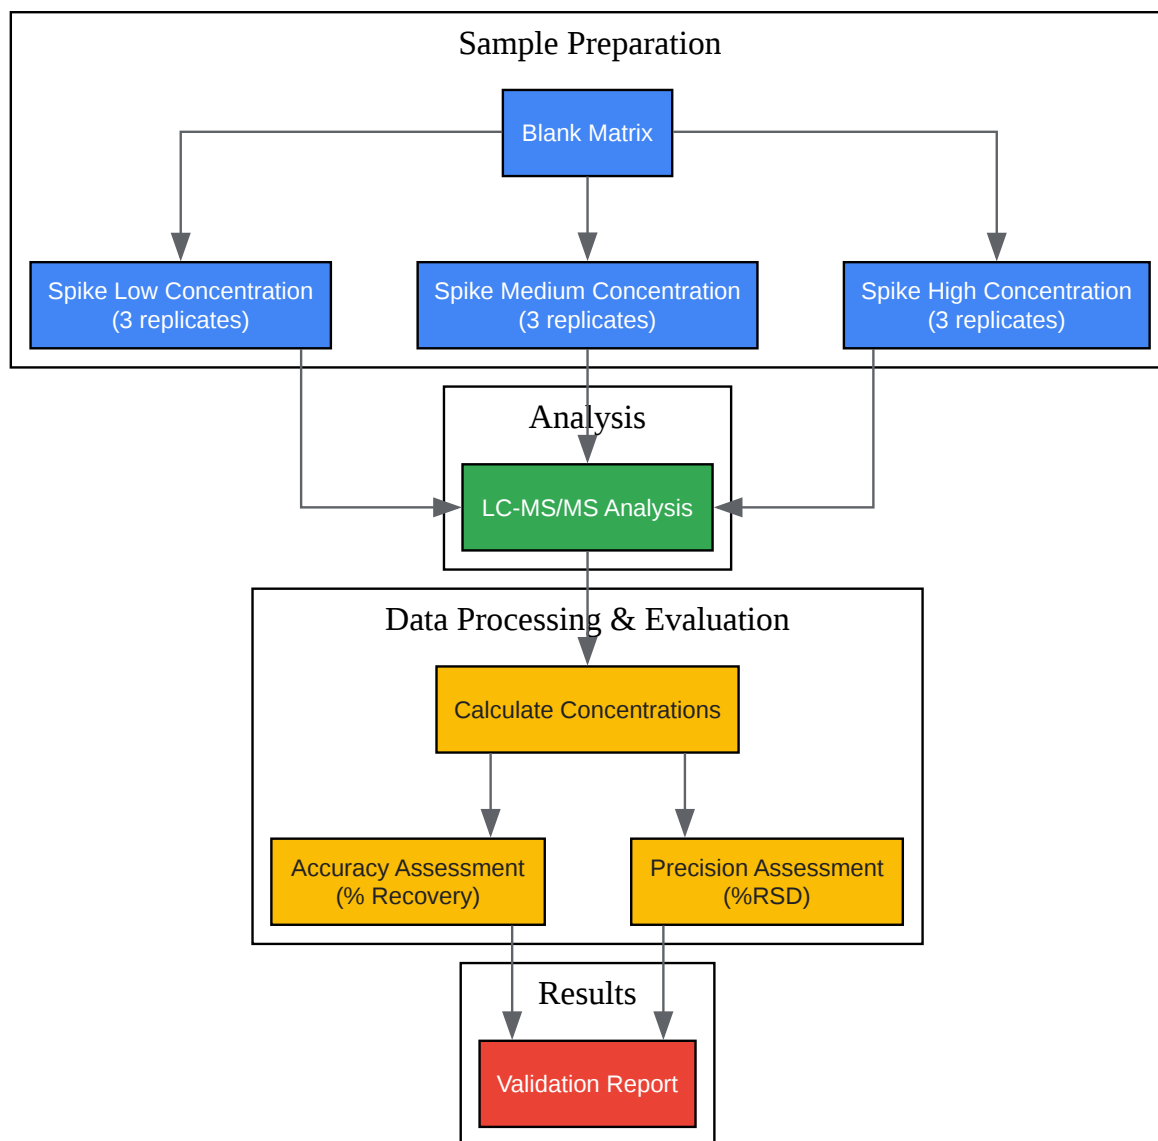 Sample Preparation
Blank Matrix
Spike Low Concentration
(3 replicates)
Spike Medium Concentration
(3 replicates)
Spike High Concentration
(3 replicates)
Analysis
LC-MS/MS Analysis
Data Processing & Evaluation
Calculate Concentrations
Accuracy Assessment
(% Recovery)
Precision Assessment
(%RSD)
Results
Validation Report